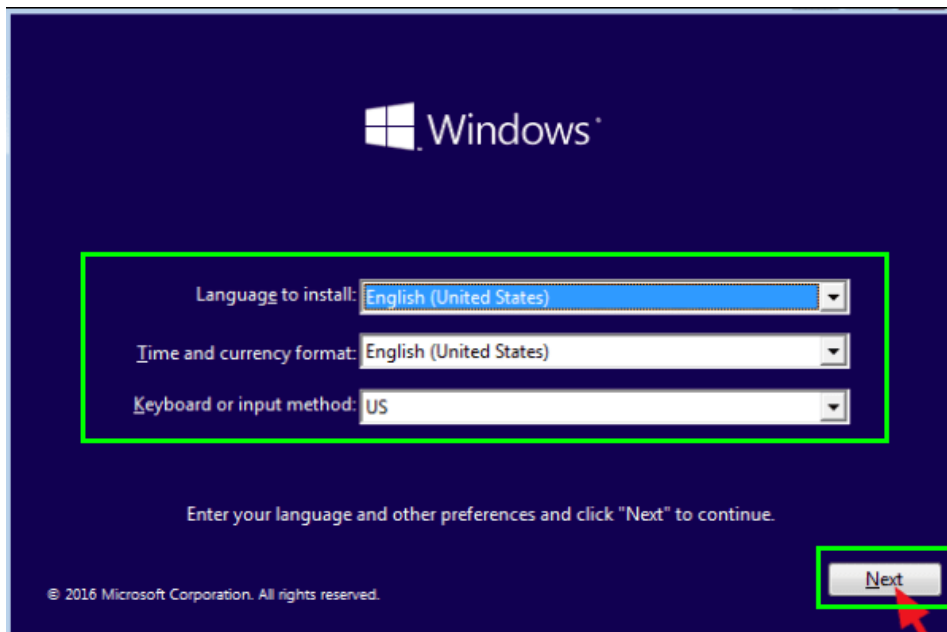 Windows
Language to install: English (United States)
Time and currency format: English (United States)
Keyboard or input method: US
Enter your language and other preferences and click "Next" to continue.
Next
© 2016 Microsoft Corporation. All rights reserved.